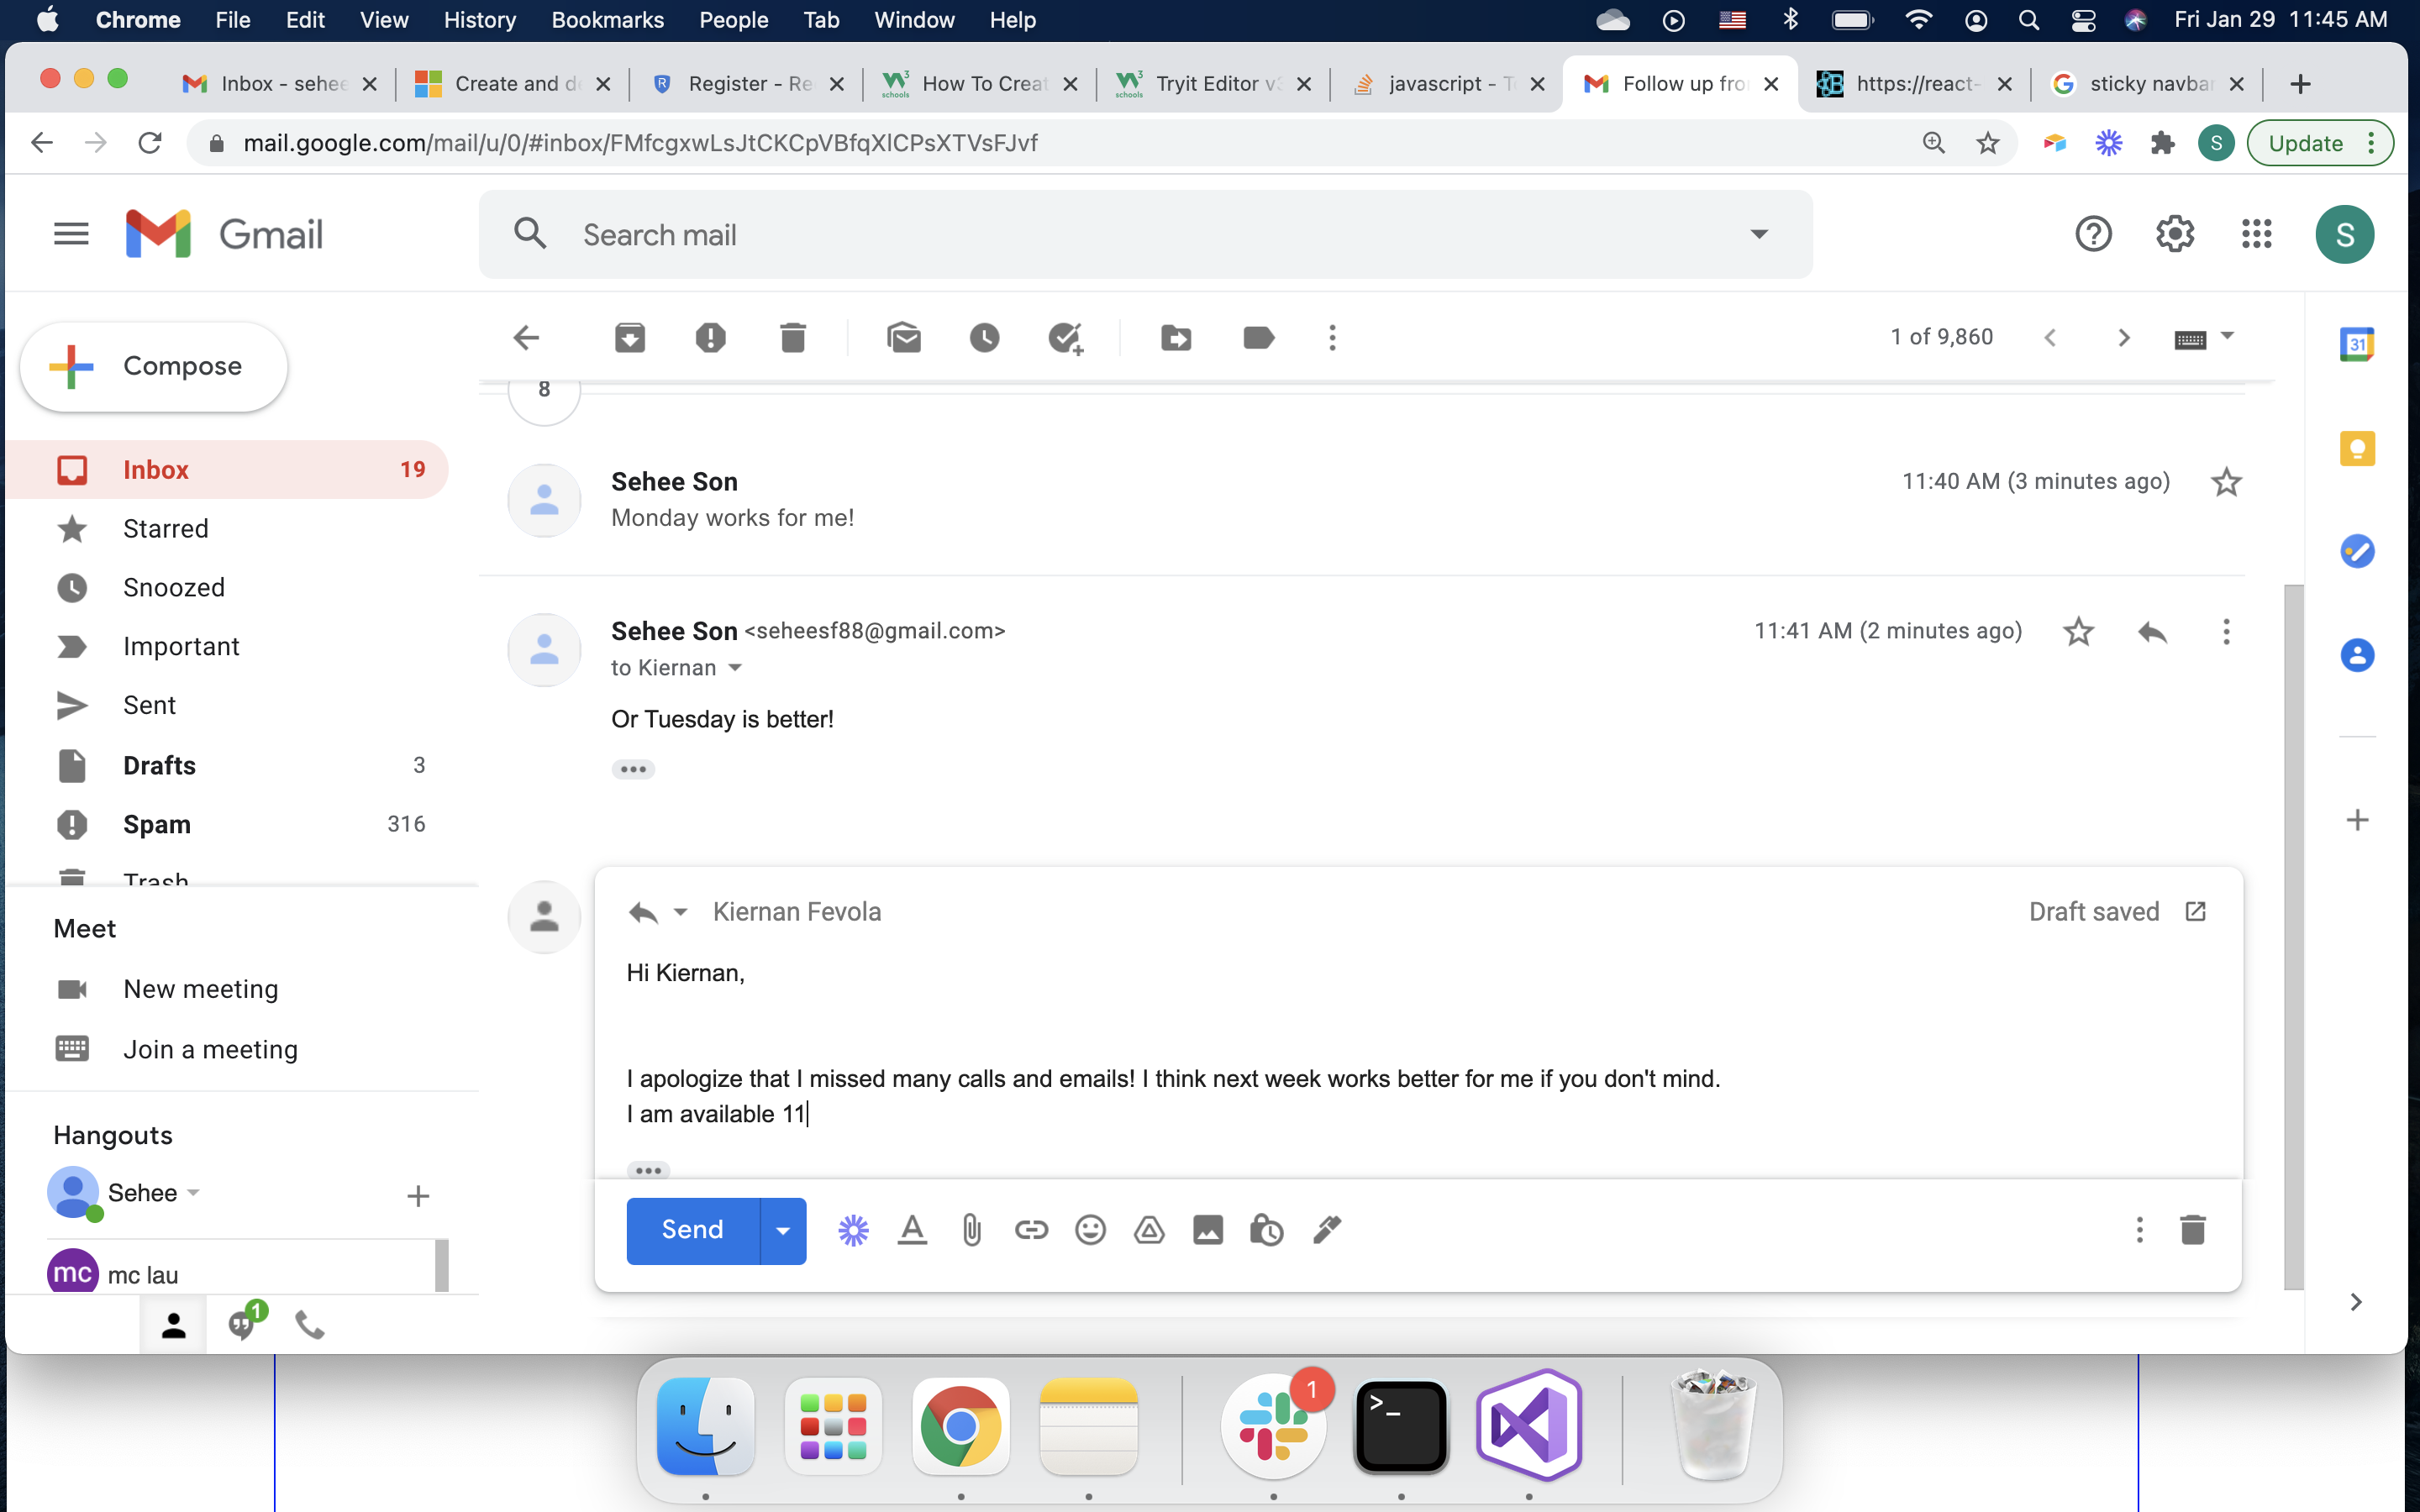 Chrome File Edit View History Bookmarks People Tab Window Help Fri Jan 29 11:45 AM
Inbox - sehee Create and de Register - Re How To Creat Tryit Editor v3 javascript - To Follow up fro https://react- sticky navbar
mail.google.com/mail/u/0/#inbox/FMfcgxwLsJtCKCpVBfqXlCPsXTVsFJvf S Update
Gmail Search mail S
Compose 1 of 9,860 31
8
Inbox 19
Sehee Son 11:40 AM (3 minutes ago)
Monday works for me!
Starred
Snoozed
Sehee Son <seheesf88@gmail.com> 11:41 AM (2 minutes ago)
Important
to Kiernan
Sent
Or Tuesday is better!
Drafts 3
Spam 316
Trash
Kiernan Fevola Draft saved
Meet
Hi Kiernan,
New meeting
Join a meeting
I apologize that I missed many calls and emails! I think next week works better for me if you don't mind.
I am available 11
Hangouts
Sehee
Send
mc mc lau
1
1
>_